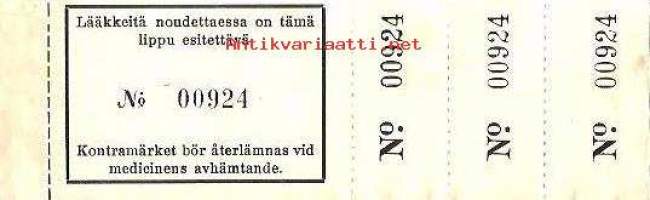 Lääkkeitä noudettaessa on tämä
lippu esitettävä
Antikvariaatti.net
№ 00924
Kontramärket bör återlämnas vid
medicinens avhämtande.
№ 00924
№ 00924
№ 00924